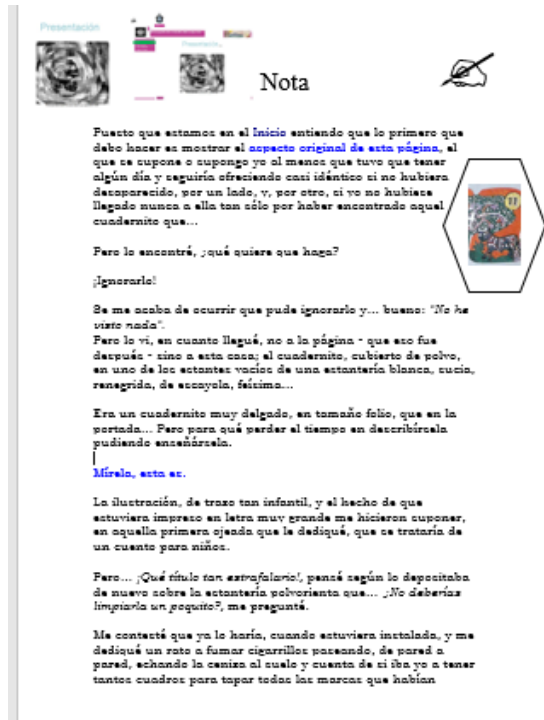 Presentación
Nota
Puesto que estamos en el Inicio entiendo que lo primero que
debo hacer es mostrar el aspecto original de esta página, el
que se supone o supongo yo al menos que tuvo que tener
algún día y seguiría ofreciendo casi idéntico si no hubiera
desaparecido, por un lado, y, por otro, si yo no hubiese
llegado nunca a ella tan sólo por haber encontrado aquel
cuadernito que...
Pero lo encontré, ¿qué quiere que haga?
¡Ignorarlo!
Se me acaba de ocurrir que pude ignorarlo y... bueno: "No he
visto nada".
Pero lo vi, en cuanto llegué, no a la página - que eso fue
después - sino a esta casa; el cuadernito, cubierto de polvo,
en uno de los estantes vacíos de una estantería blanca, sucia,
renegrida, de escayola, feísima...
Era un cuadernito muy delgado, en tamaño folio, que en la
portada... Pero para qué perder el tiempo en describírsela
pudiendo enseñársela.
Mírela, esta es.
La ilustración, de trazo tan infantil, y el hecho de que
estuviera impreso en letra muy grande me hicieron suponer,
en aquella primera ojeada que le dediqué, que se trataría de
un cuento para niños.
Pero... ¡Qué título tan estrafalario!, pensé según lo depositaba
de nuevo sobre la estantería polvorienta que... ¿No deberías
limpiarla un poquito?, me pregunté.
Me contesté que ya lo haría, cuando estuviera instalada, y me
dediqué un rato a fumar cigarrillos paseando, de pared a
pared, echando la ceniza al suelo y cuenta de si iba yo a tener
tantos cuadros para tapar todas las marcas que habían